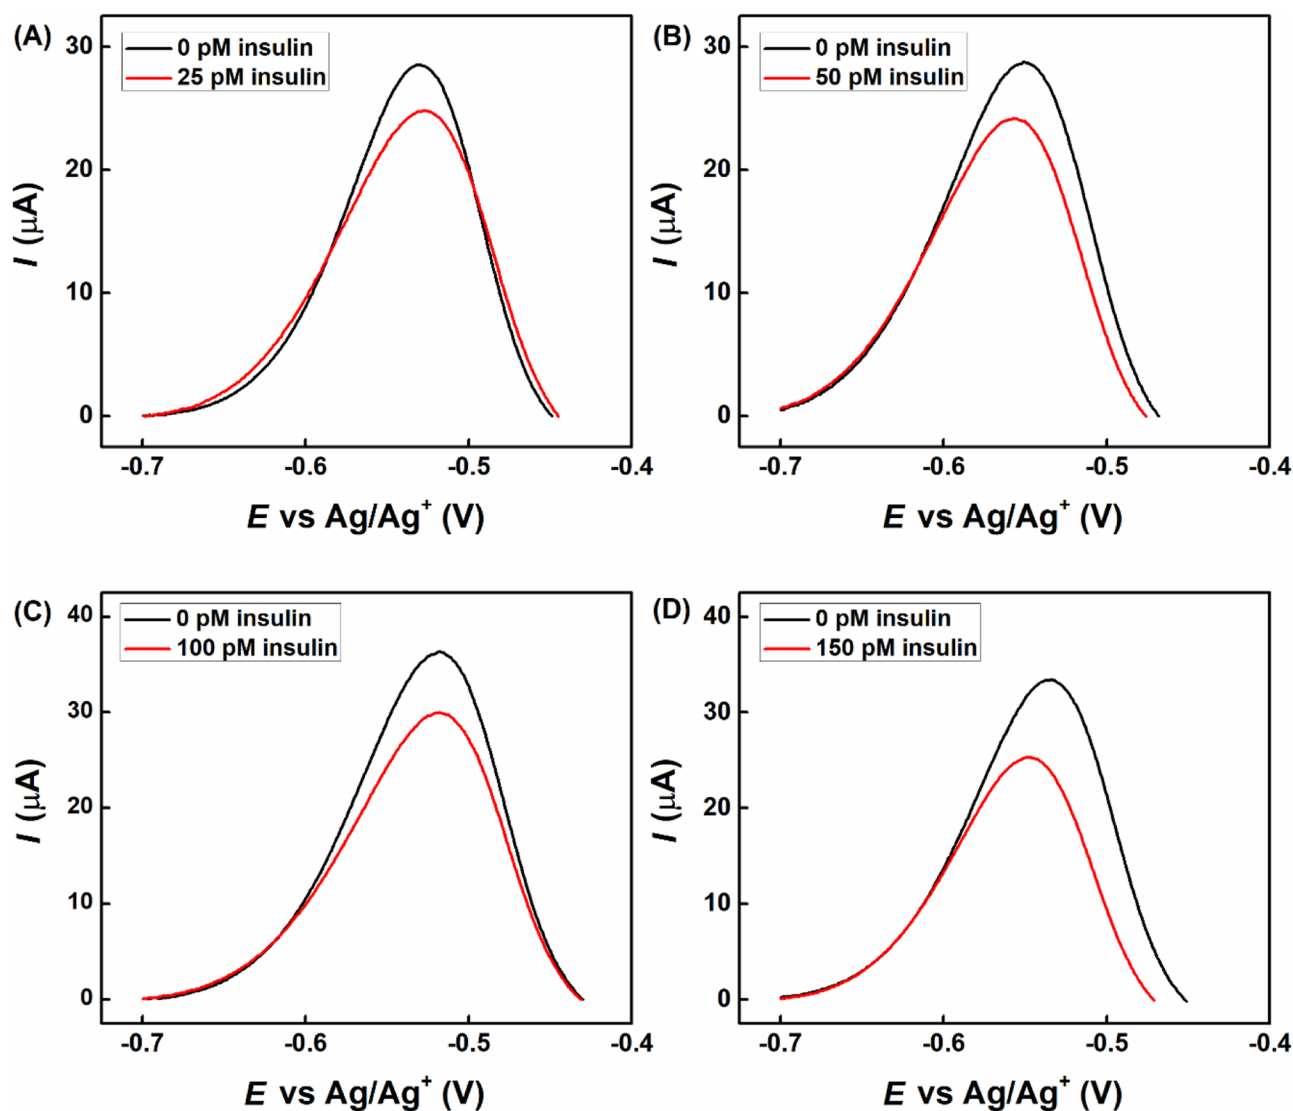 (A)
0 pM insulin
25 pM insulin
30
20
10
0
I (μA)
-0.7 -0.6 -0.5 -0.4
E vs Ag/Ag⁺ (V)
(B)
0 pM insulin
50 pM insulin
30
20
10
0
I (μA)
-0.7 -0.6 -0.5 -0.4
E vs Ag/Ag⁺ (V)
(C)
0 pM insulin
100 pM insulin
40
30
20
10
0
I (μA)
-0.7 -0.6 -0.5 -0.4
E vs Ag/Ag⁺ (V)
(D)
0 pM insulin
150 pM insulin
40
30
20
10
0
I (μA)
-0.7 -0.6 -0.5 -0.4
E vs Ag/Ag⁺ (V)